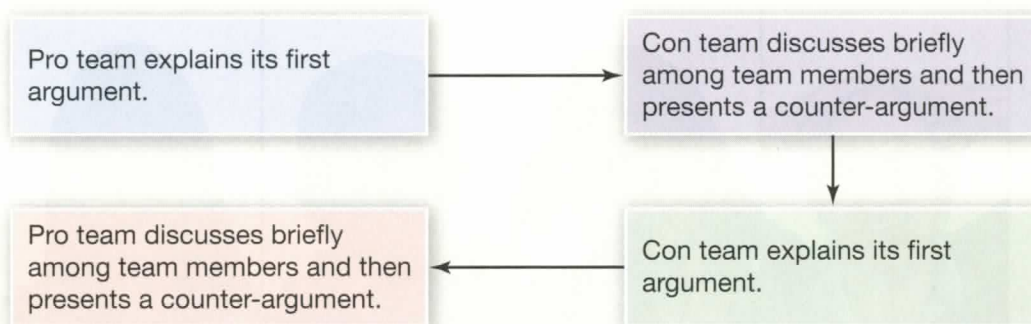 Pro team explains its first
argument.
Con team discusses briefly
among team members and then
presents a counter-argument.
Con team explains its first
argument.
Pro team discusses briefly
among team members and then
presents a counter-argument.